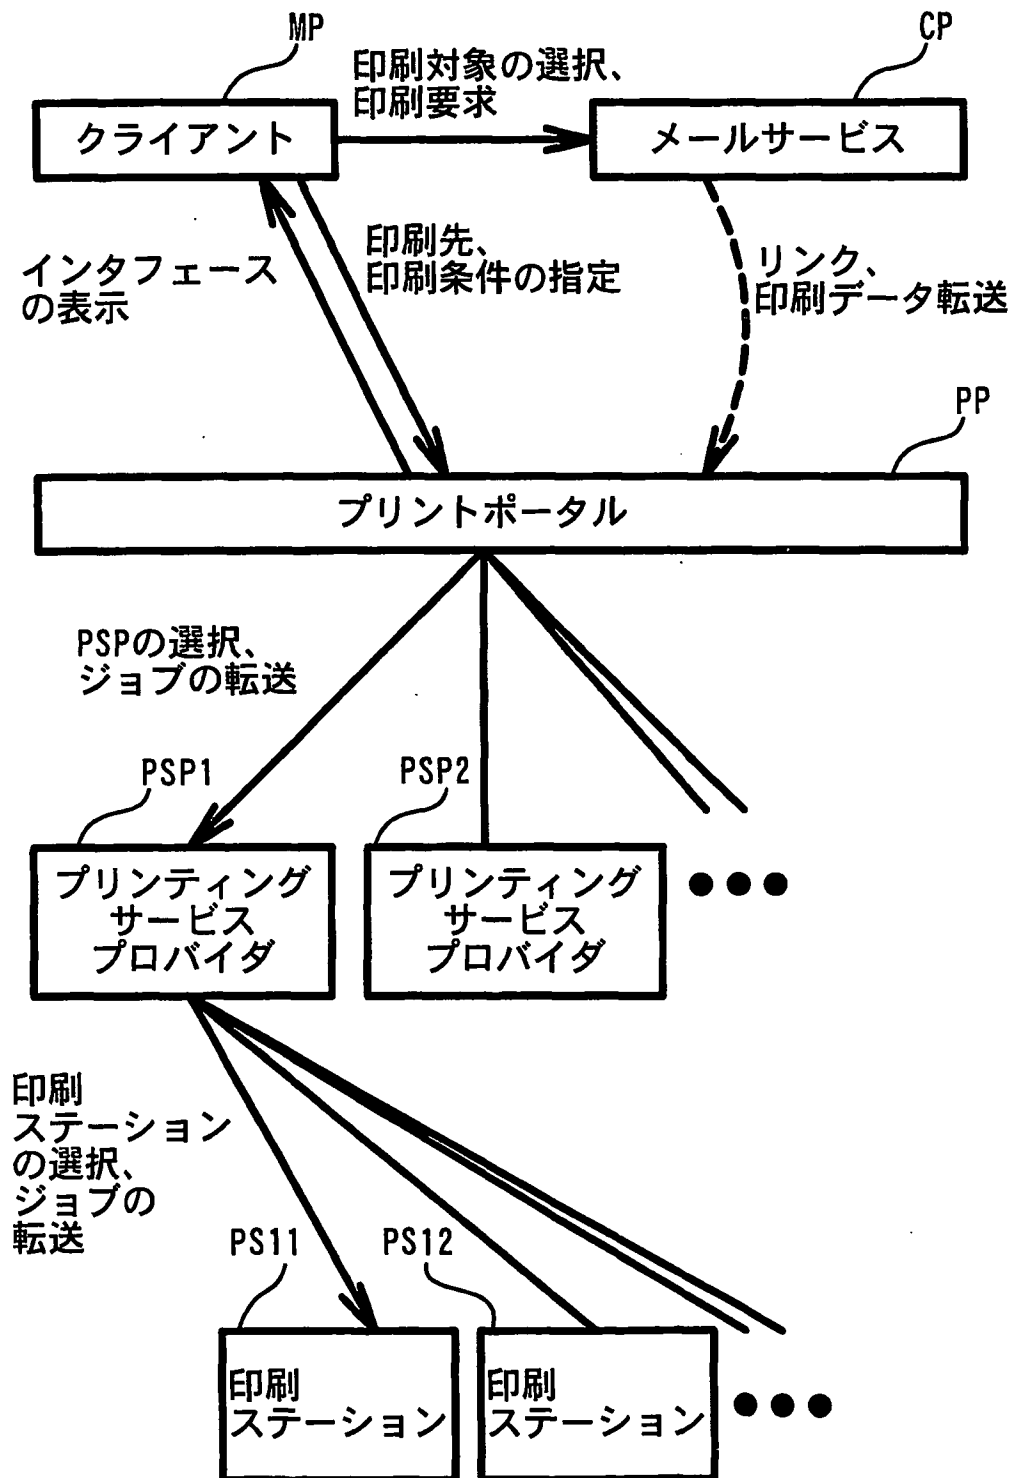 MP
CP
印刷対象の選択、
印刷要求
クライアント
メールサービス
インタフェース
の表示
印刷先、
印刷条件の指定
リンク、
印刷データ転送
PP
プリントポータル
PSPの選択、
ジョブの転送
PSP1
PSP2
プリンティング
サービス
プロバイダ
プリンティング
サービス
プロバイダ
印刷
ステーション
の選択、
ジョブの
転送
PS11
PS12
印刷
ステーション
印刷
ステーション